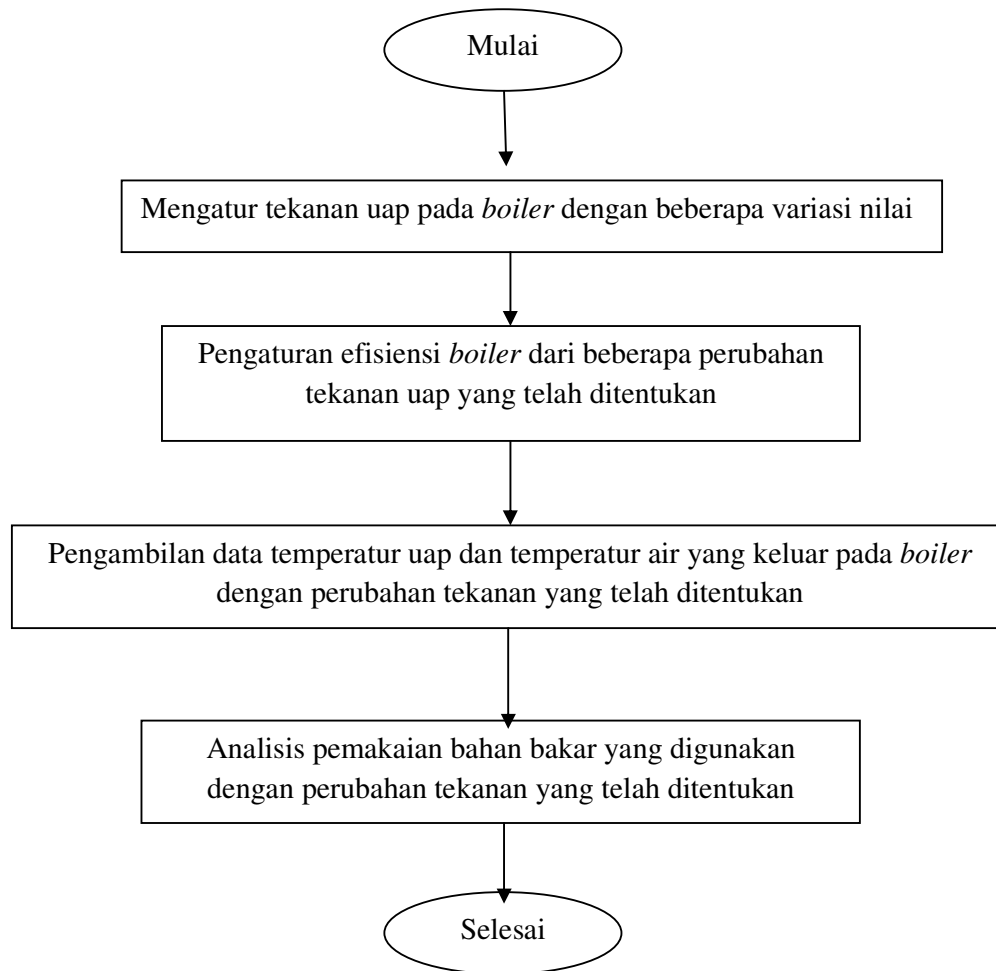 Mulai
Mengatur tekanan uap pada boiler dengan beberapa variasi nilai
Pengaturan efisiensi boiler dari beberapa perubahan
tekanan uap yang telah ditentukan
Pengambilan data temperatur uap dan temperatur air yang keluar pada boiler
dengan perubahan tekanan yang telah ditentukan
Analisis pemakaian bahan bakar yang digunakan
dengan perubahan tekanan yang telah ditentukan
Selesai